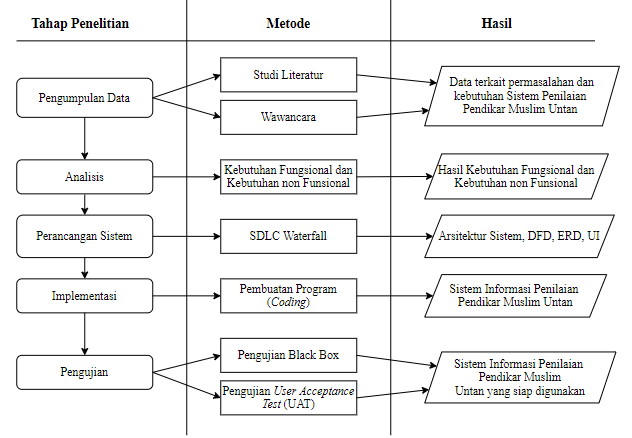 Tahap Penelitian
Metode
Hasil
Pengumpulan Data
Studi Literatur
Wawancara
Data terkait permasalahan dan
kebutuhan Sistem Penilaian
Pendikar Muslim Untan
Analisis
Kebutuhan Fungsional dan
Kebutuhan non Funsional
Hasil Kebutuhan Fungsional dan
Kebutuhan non Funsional
Perancangan Sistem
SDLC Waterfall
Arsitektur Sistem, DFD, ERD, UI
Implementasi
Pembuatan Program
(Coding)
Sistem Informasi Penilaian
Pendikar Muslim Untan
Pengujian
Pengujian Black Box
Pengujian User Acceptance
Test (UAT)
Sistem Informasi Penilaian
Pendikar Muslim
Untan yang siap digunakan